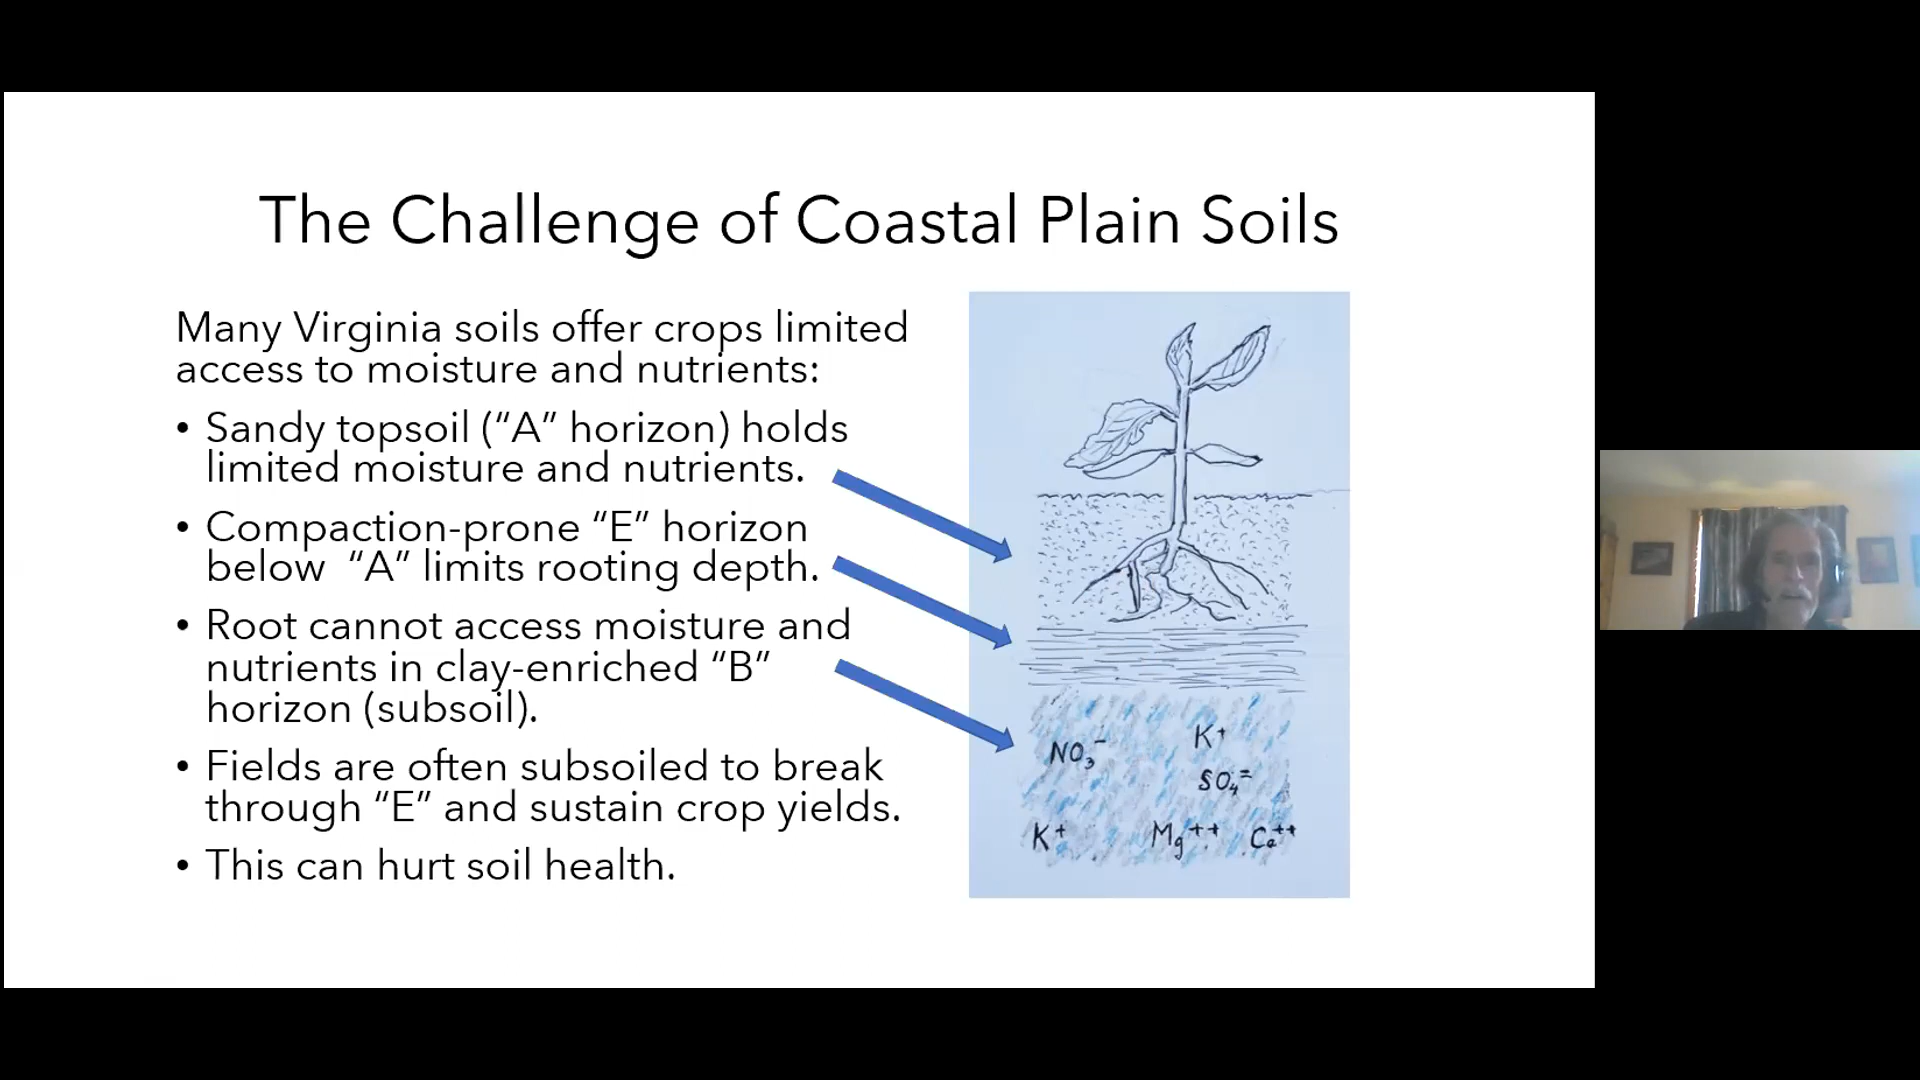 The Challenge of Coastal Plain Soils
Many Virginia soils offer crops limited
access to moisture and nutrients:
• Sandy topsoil (“A” horizon) holds
limited moisture and nutrients.
• Compaction-prone “E” horizon
below “A” limits rooting depth.
• Root cannot access moisture and
nutrients in clay-enriched “B”
horizon (subsoil).
• Fields are often subsoiled to break
through “E” and sustain crop yields.
• This can hurt soil health.
NO₃⁻
K⁺
SO₄⁼
K⁺
Mg⁺⁺
Ca⁺⁺